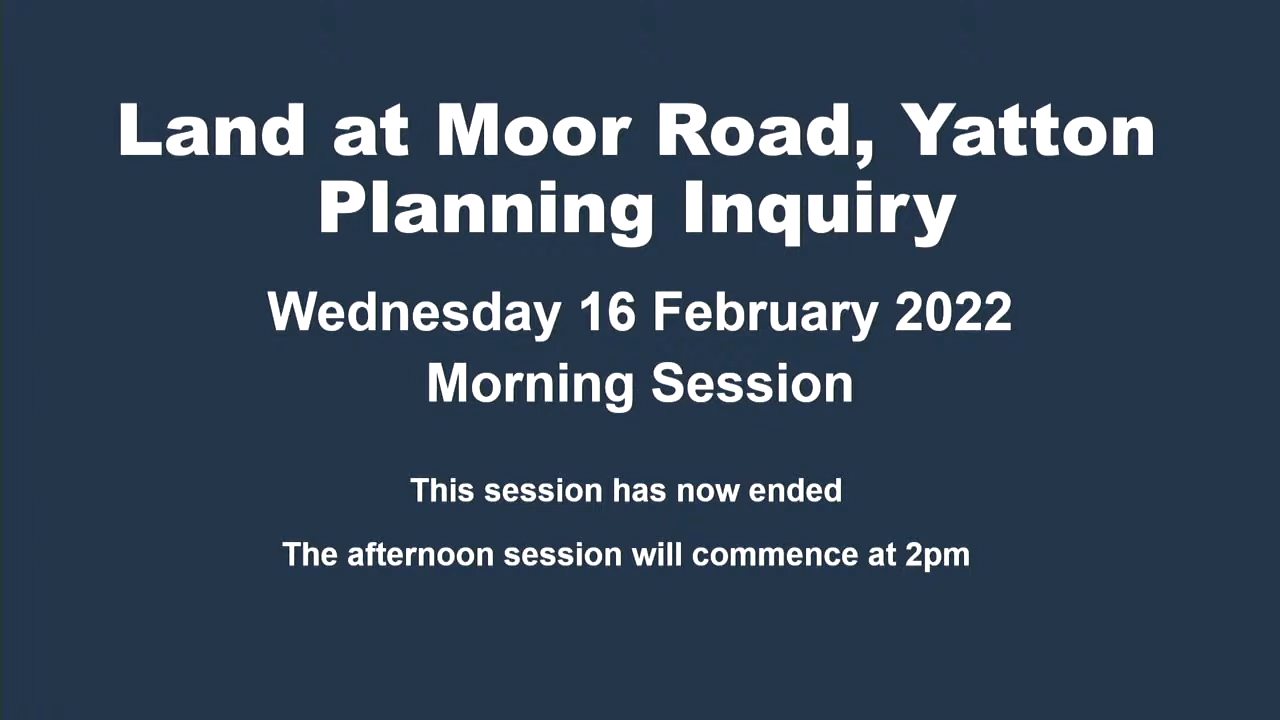 Land at Moor Road, Yatton
Planning Inquiry
Wednesday 16 February 2022
Morning Session
This session has now ended
The afternoon session will commence at 2pm